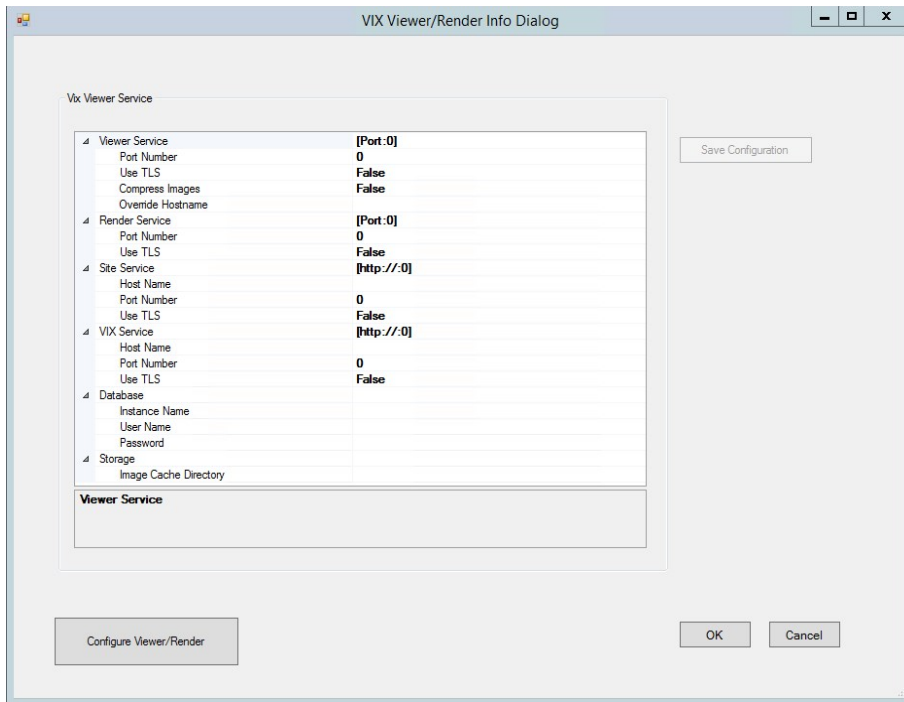 VIX Viewer/Render Info Dialog
Vix Viewer Service
Viewer Service [Port:0]
Port Number 0
Use TLS False
Compress Images False
Override Hostname
Render Service [Port:0]
Port Number 0
Use TLS False
Site Service [http://:0]
Host Name
Port Number 0
Use TLS False
VIX Service [http://:0]
Host Name
Port Number 0
Use TLS False
Database
Instance Name
User Name
Password
Storage
Image Cache Directory
Viewer Service
Save Configuration
Configure Viewer/Render
OK
Cancel